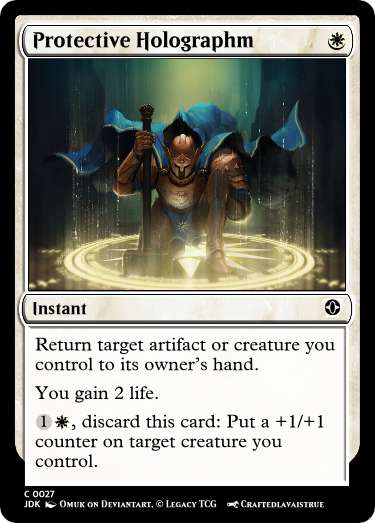 Protective Holographm
Instant
Return target artifact or creature you
control to its owner's hand.
You gain 2 life.
1, discard this card: Put a +1/+1
counter on target creature you
control.
C 0027
JDK Omuk on Deviantart, © Legacy TCG Craftedlavaistrue